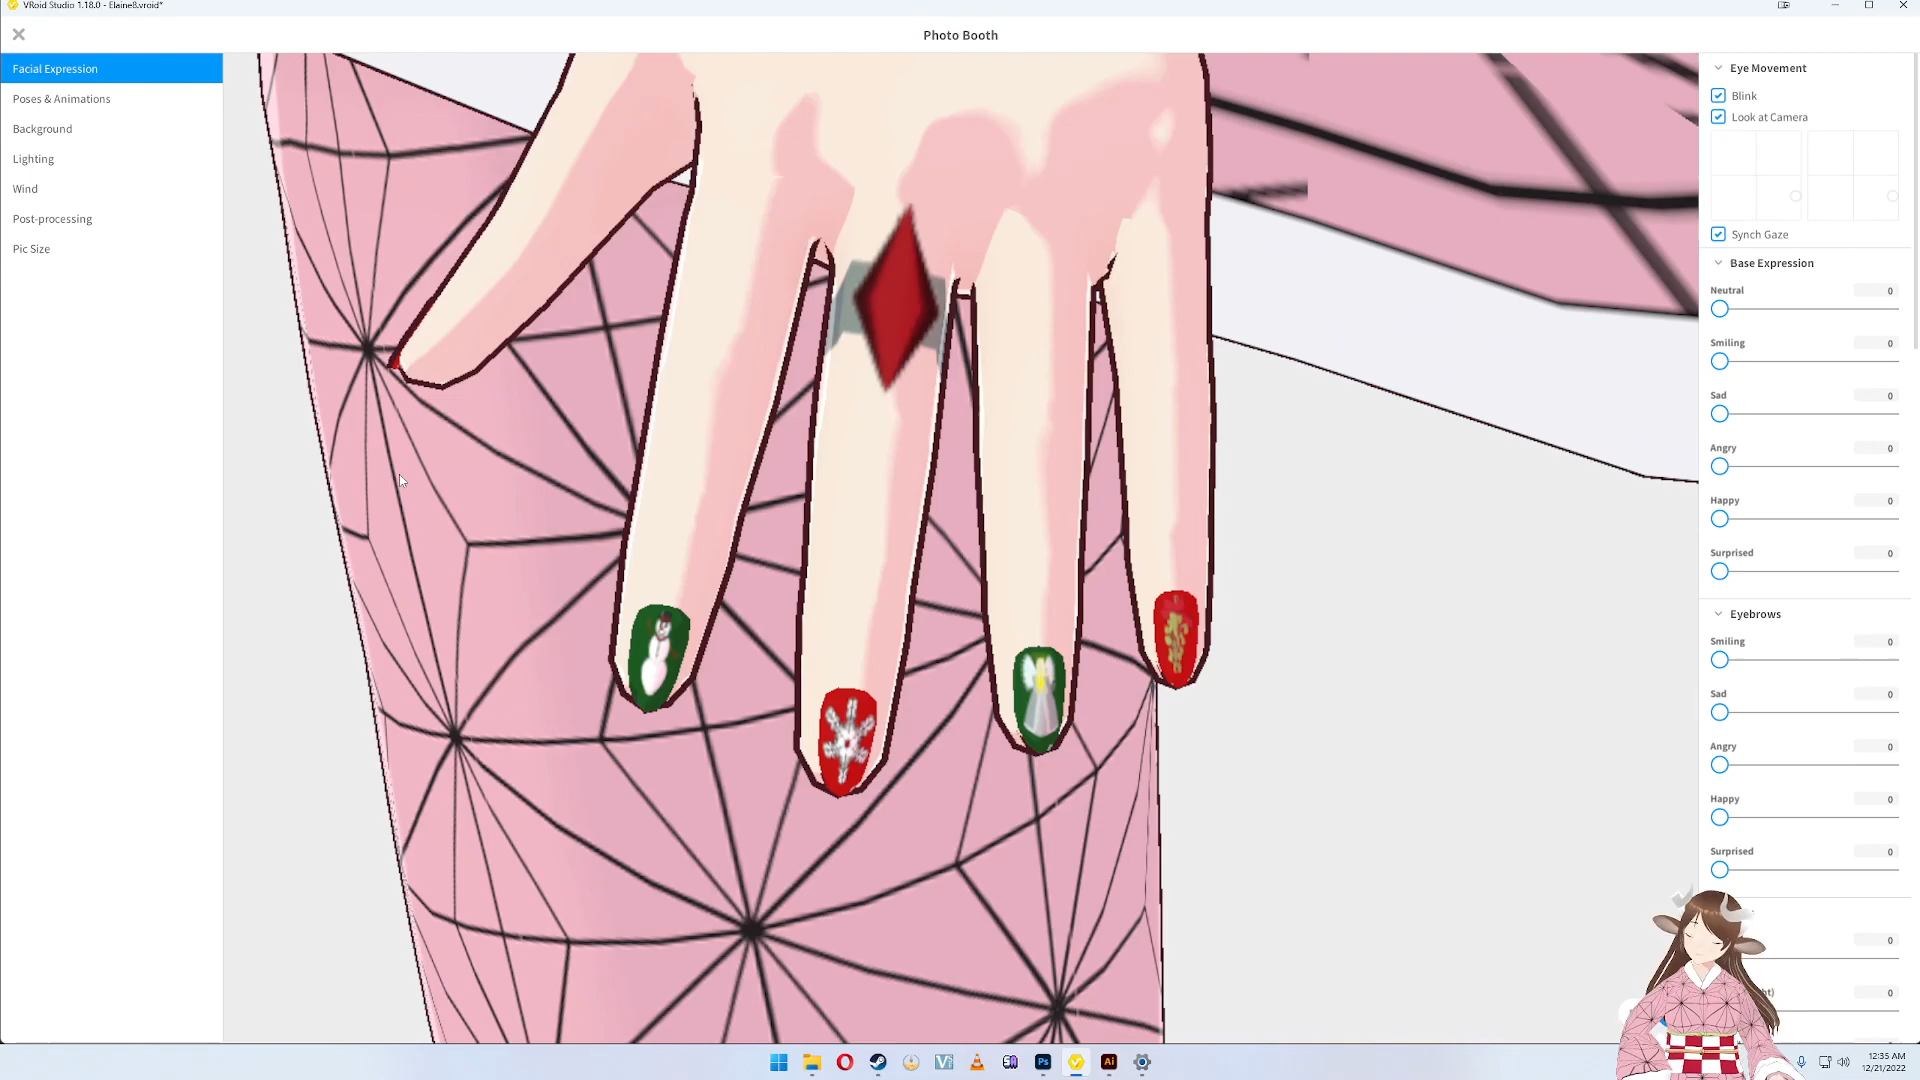 VRoid Studio 1.18.0 - Elaine8.vroid*
Photo Booth
Facial Expression
Poses & Animations
Background
Lighting
Wind
Post-processing
Pic Size
Eye Movement
Blink
Look at Camera
Synch Gaze
Base Expression
Neutral 0
Smiling 0
Sad 0
Angry 0
Happy 0
Surprised 0
Eyebrows
Smiling 0
Sad 0
Angry 0
Happy 0
Surprised 0
0
0
Ps
Ai
12:35 AM
12/21/2022